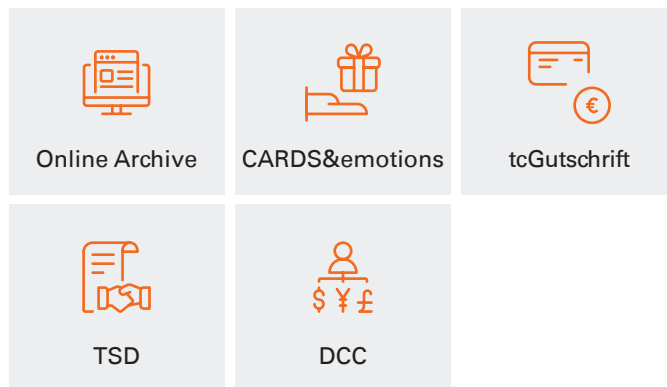 Online Archive
CARDS&emotions
€
tcGutschrift
TSD
$ ¥ £
DCC